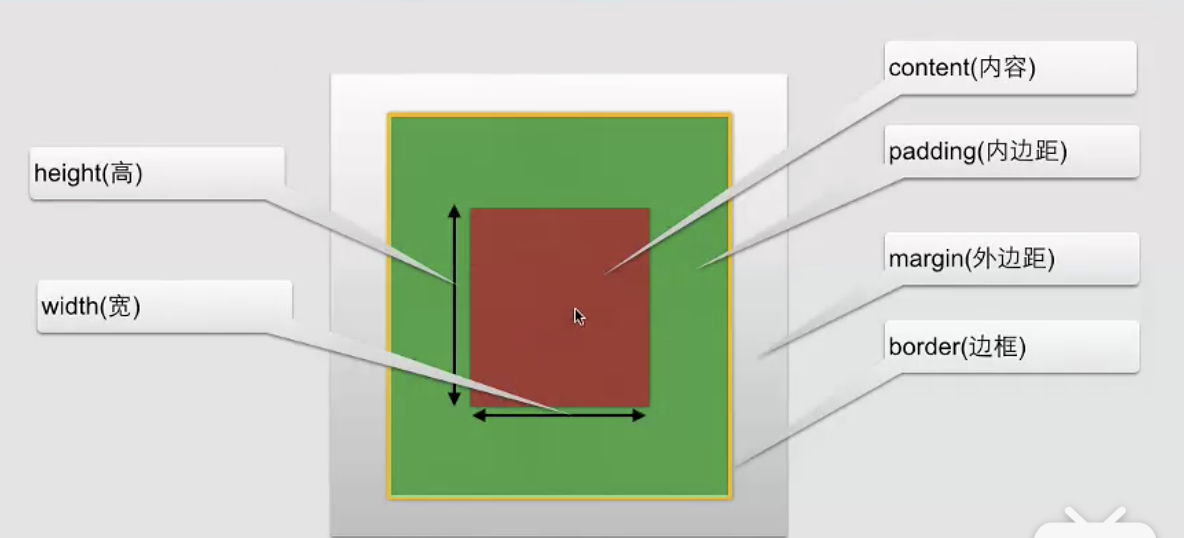 content(内容)
padding(内边距)
height(高)
margin(外边距)
width(宽)
border(边框)